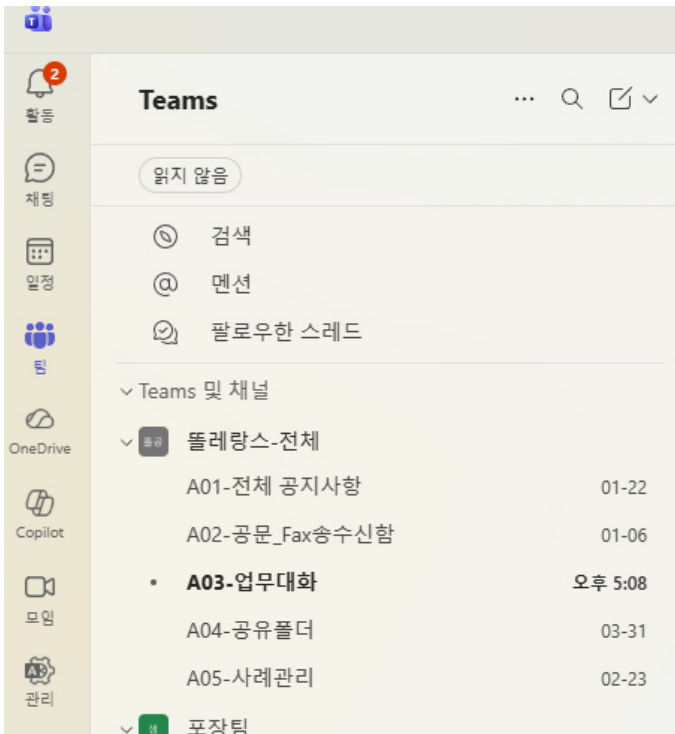 2
활동
채팅
일정
팀
OneDrive
Copilot
모임
관리
Teams
읽지 않음
검색
멘션
팔로우한 스레드
Teams 및 채널
똘레랑스-전체
A01-전체 공지사항 01-22
A02-공문_Fax송수신함 01-06
A03-업무대화 오후 5:08
A04-공유폴더 03-31
A05-사례관리 02-23
포장팀